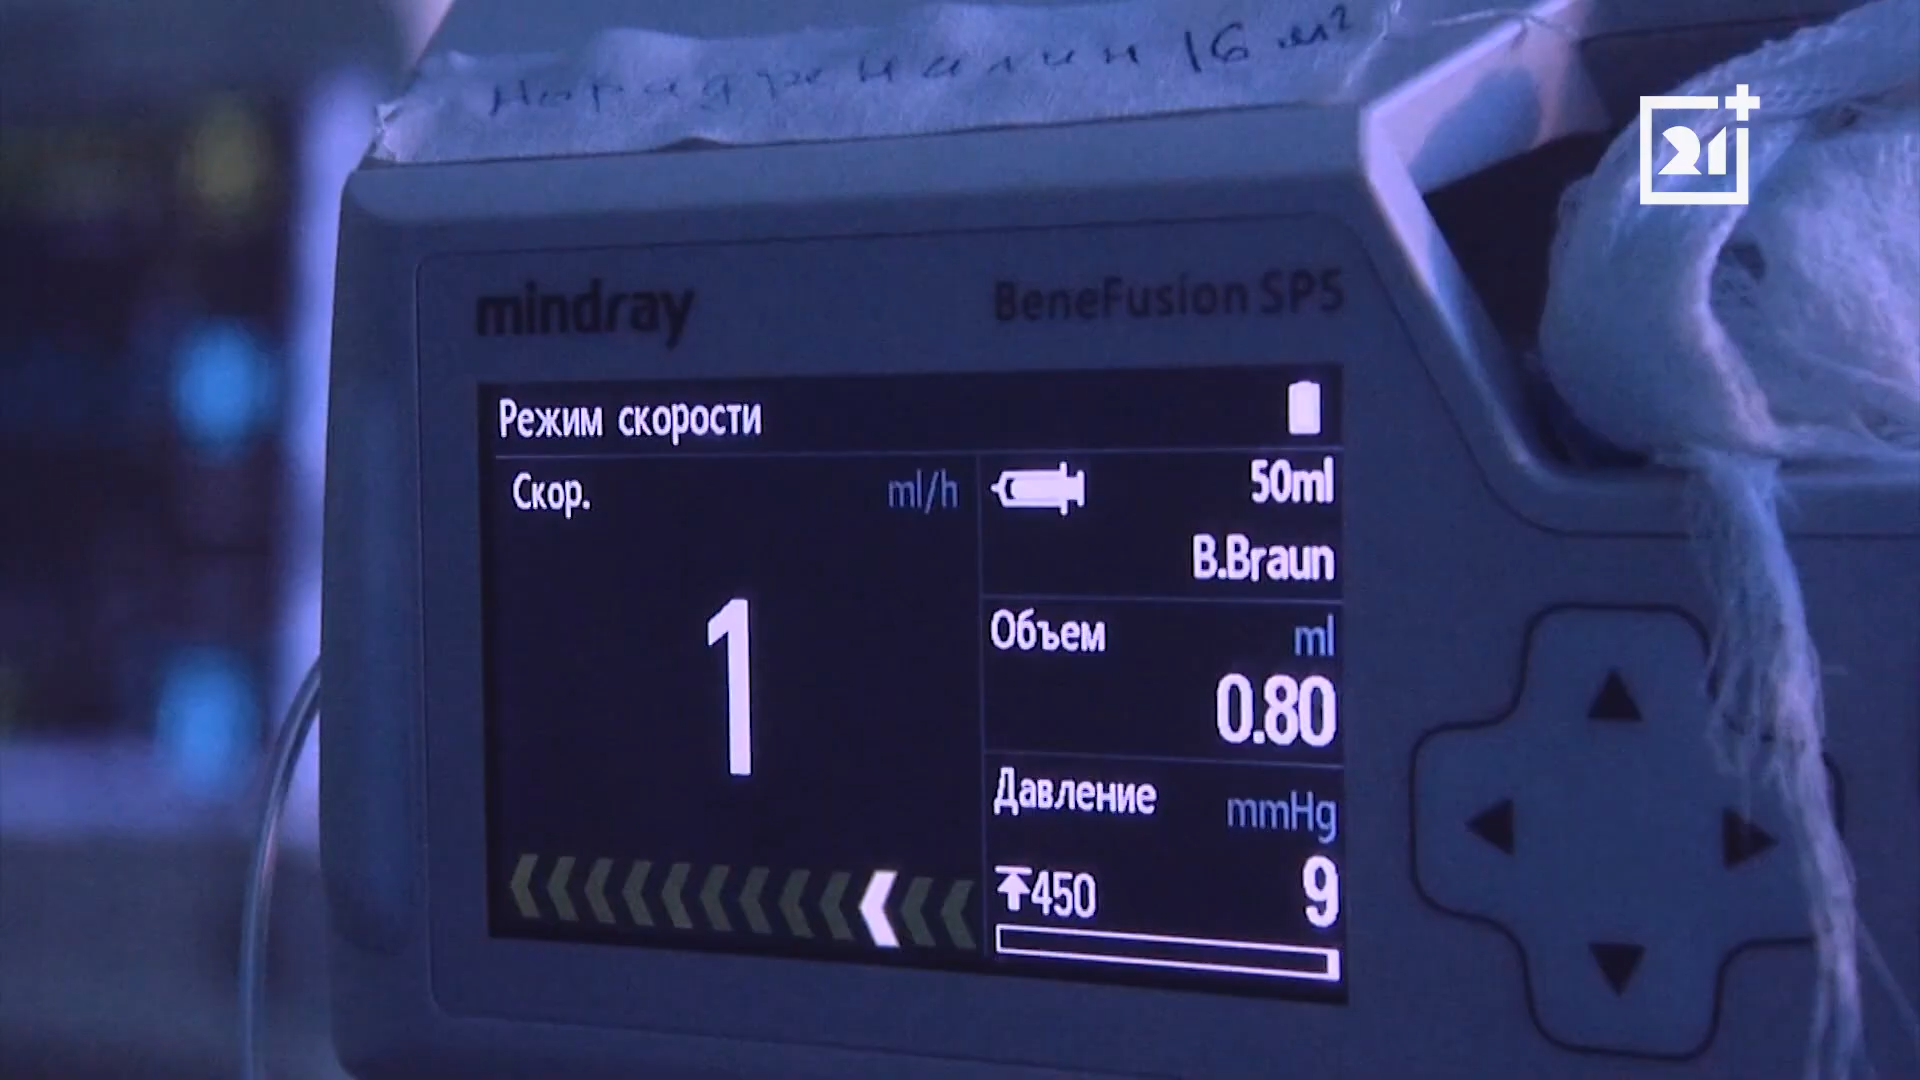 Норадреналин 16 мг
21+
mindray
BeneFusion SP5
Режим скорости
Скор. ml/h
1
50ml
B.Braun
Объем ml
0.80
Давление mmHg
450
9